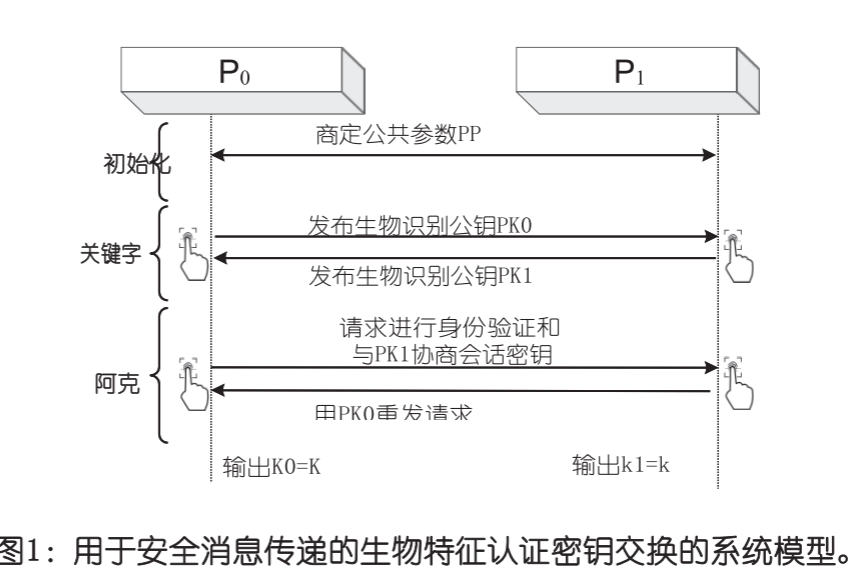 P0
P1
商定公共参数PP
初始化
发布生物识别公钥PK0
关键字
发布生物识别公钥PK1
请求进行身份验证和
与PK1协商会话密钥
阿克
用PK0重发请求
输出K0=K
输出k1=k
图1：用于安全消息传递的生物特征认证密钥交换的系统模型。